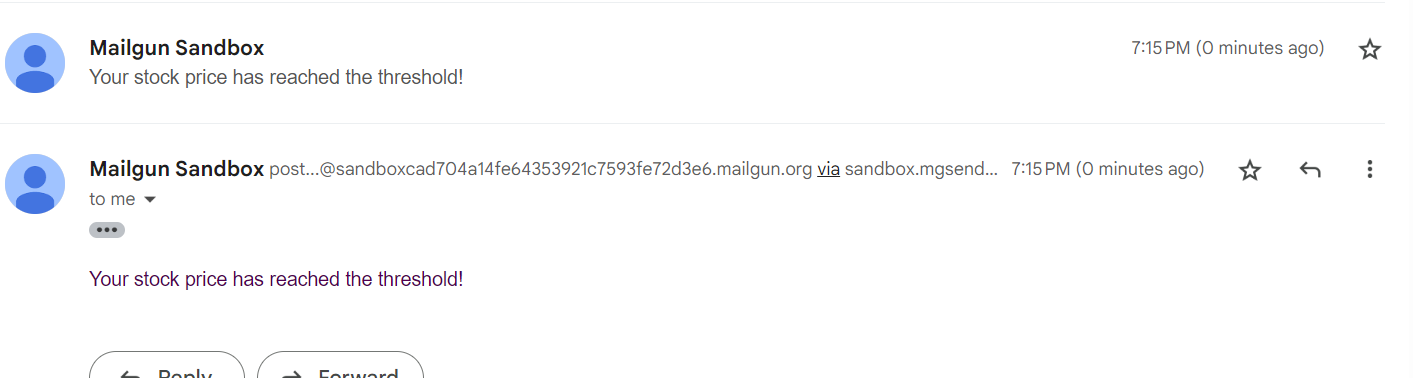 Mailgun Sandbox 7:15 PM (0 minutes ago)
Your stock price has reached the threshold!
Mailgun Sandbox post...@sandboxcad704a14fe64353921c7593fe72d3e6.mailgun.org via sandbox.mgsend... 7:15 PM (0 minutes ago)
to me
Your stock price has reached the threshold!
Reply Forward